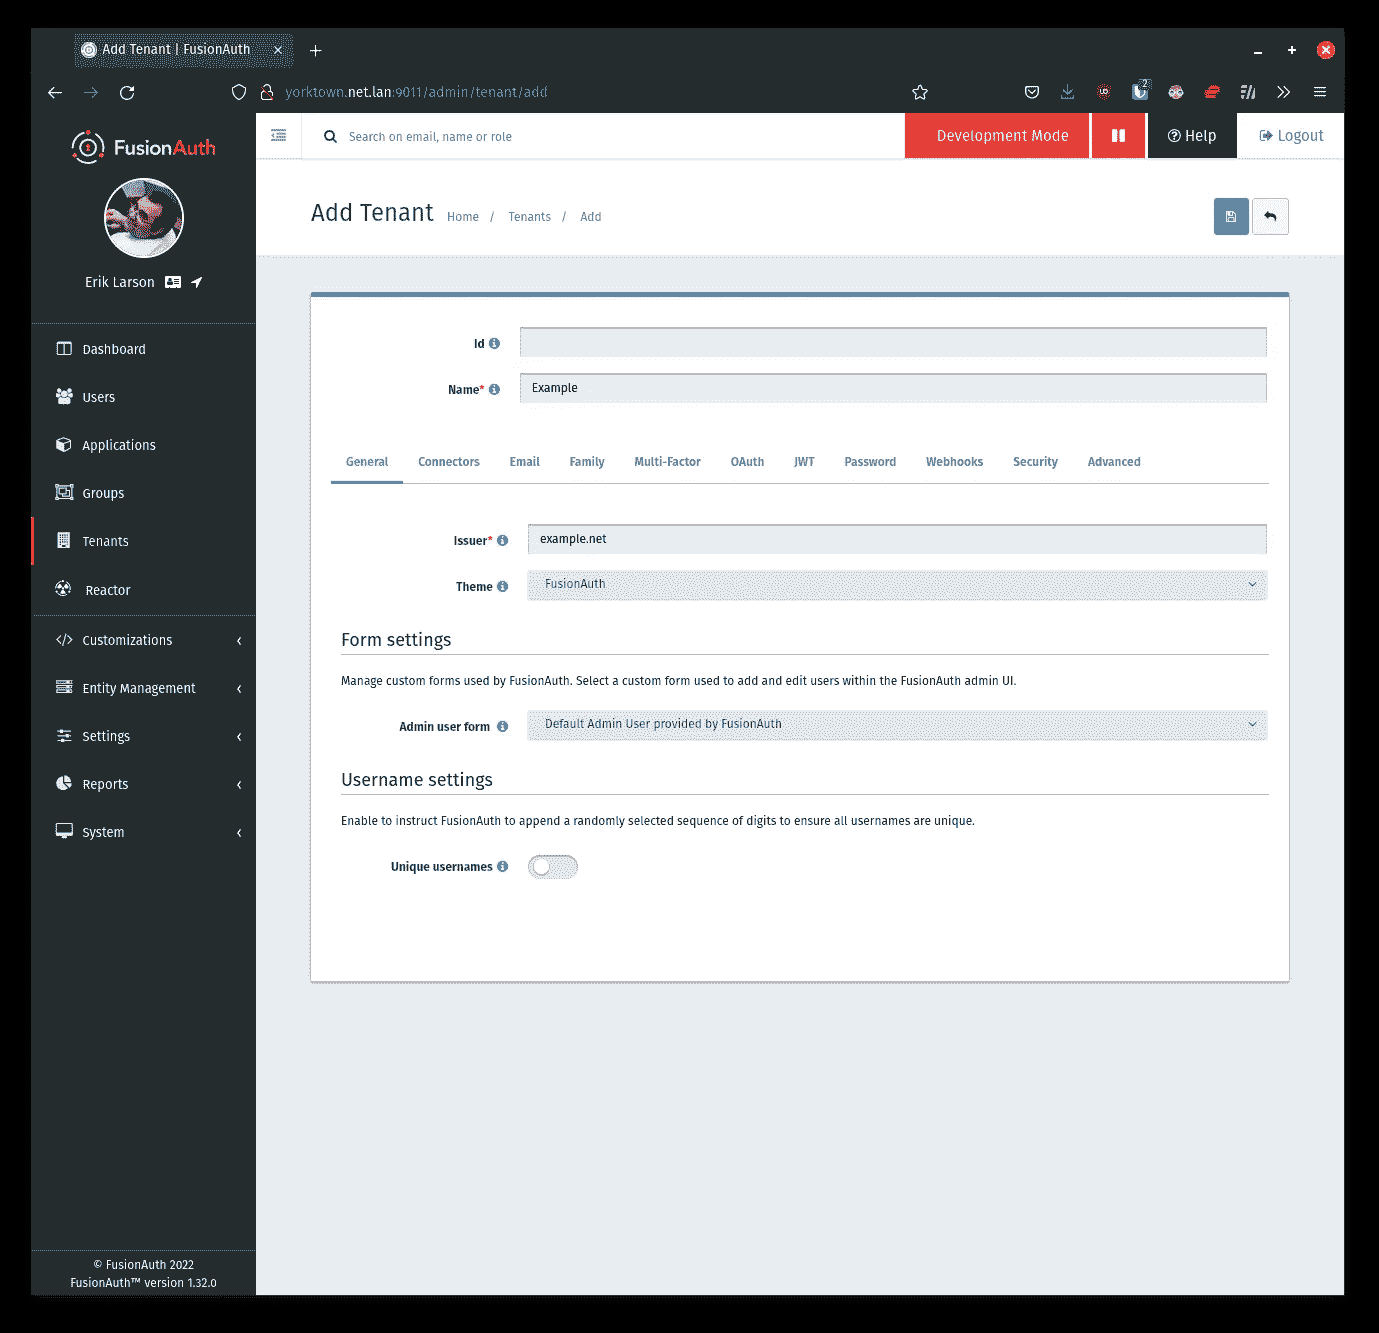 Add Tenant | FusionAuth
yorktown.net.lan:9011/admin/tenant/add
2
FusionAuth
Search on email, name or role
Development Mode
Help
Logout
Add Tenant Home / Tenants / Add
Erik Larson
Dashboard
Users
Applications
Groups
Tenants
Reactor
Customizations
Entity Management
Settings
Reports
System
Id
Name* Example
General Connectors Email Family Multi-Factor OAuth JWT Password Webhooks Security Advanced
Issuer* example.net
Theme FusionAuth
Form settings
Manage custom forms used by FusionAuth. Select a custom form used to add and edit users within the FusionAuth admin UI.
Admin user form Default Admin User provided by FusionAuth
Username settings
Enable to instruct FusionAuth to append a randomly selected sequence of digits to ensure all usernames are unique.
Unique usernames
© FusionAuth 2022
FusionAuth™ version 1.32.0